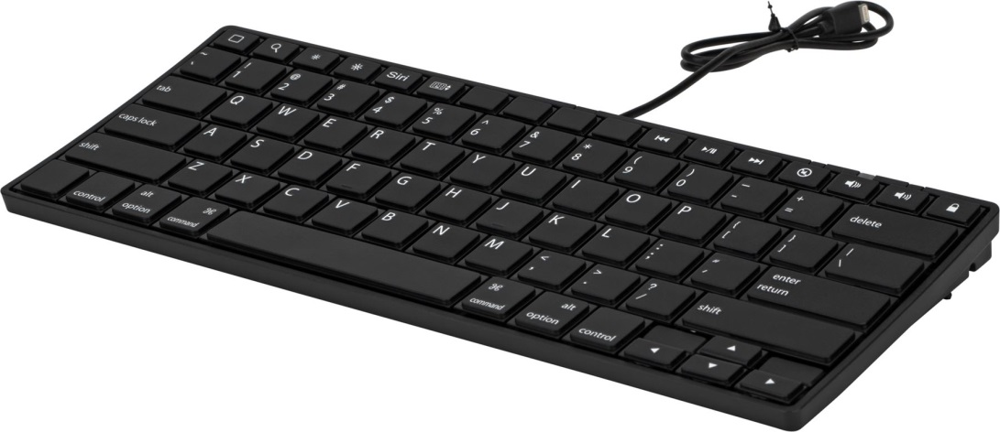 Siri
~
`
!
1
@
2
#
3
$
4
%
5
^
6
&
7
*
8
(
9
)
0
_
-
+
=
delete
tab
Q
W
E
R
T
Y
U
I
O
P
{
[
}
]
|
\
caps lock
A
S
D
F
G
H
J
K
L
:
;
"
'
enter
return
shift
Z
X
C
V
B
N
M
<
,
>
.
?
/
shift
control
alt
option
⌘
command
⌘
command
alt
option
control